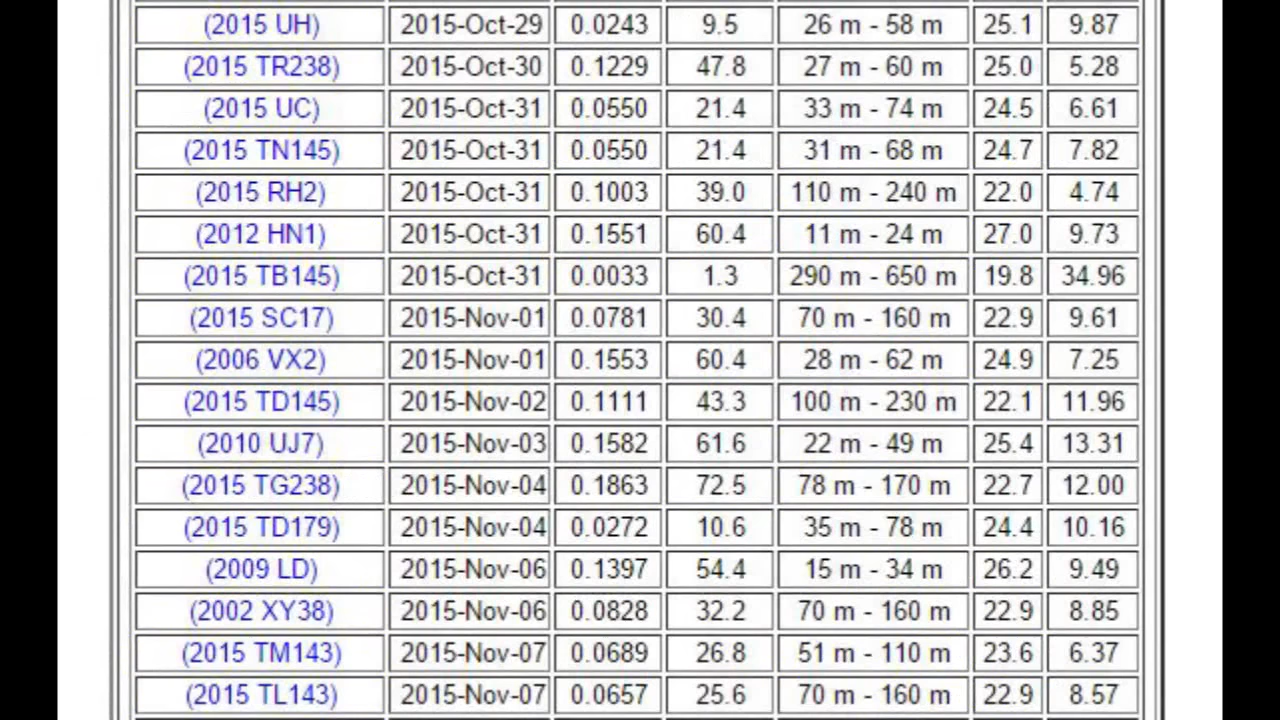 (2015 UH) 2015-Oct-29 0.0243 9.5 26 m - 58 m 25.1 9.87
(2015 TR238) 2015-Oct-30 0.1229 47.8 27 m - 60 m 25.0 5.28
(2015 UC) 2015-Oct-31 0.0550 21.4 33 m - 74 m 24.5 6.61
(2015 TN145) 2015-Oct-31 0.0550 21.4 31 m - 68 m 24.7 7.82
(2015 RH2) 2015-Oct-31 0.1003 39.0 110 m - 240 m 22.0 4.74
(2012 HN1) 2015-Oct-31 0.1551 60.4 11 m - 24 m 27.0 9.73
(2015 TB145) 2015-Oct-31 0.0033 1.3 290 m - 650 m 19.8 34.96
(2015 SC17) 2015-Nov-01 0.0781 30.4 70 m - 160 m 22.9 9.61
(2006 VX2) 2015-Nov-01 0.1553 60.4 28 m - 62 m 24.9 7.25
(2015 TD145) 2015-Nov-02 0.1111 43.3 100 m - 230 m 22.1 11.96
(2010 UJ7) 2015-Nov-03 0.1582 61.6 22 m - 49 m 25.4 13.31
(2015 TG238) 2015-Nov-04 0.1863 72.5 78 m - 170 m 22.7 12.00
(2015 TD179) 2015-Nov-04 0.0272 10.6 35 m - 78 m 24.4 10.16
(2009 LD) 2015-Nov-06 0.1397 54.4 15 m - 34 m 26.2 9.49
(2002 XY38) 2015-Nov-06 0.0828 32.2 70 m - 160 m 22.9 8.85
(2015 TM143) 2015-Nov-07 0.0689 26.8 51 m - 110 m 23.6 6.37
(2015 TL143) 2015-Nov-07 0.0657 25.6 70 m - 160 m 22.9 8.57